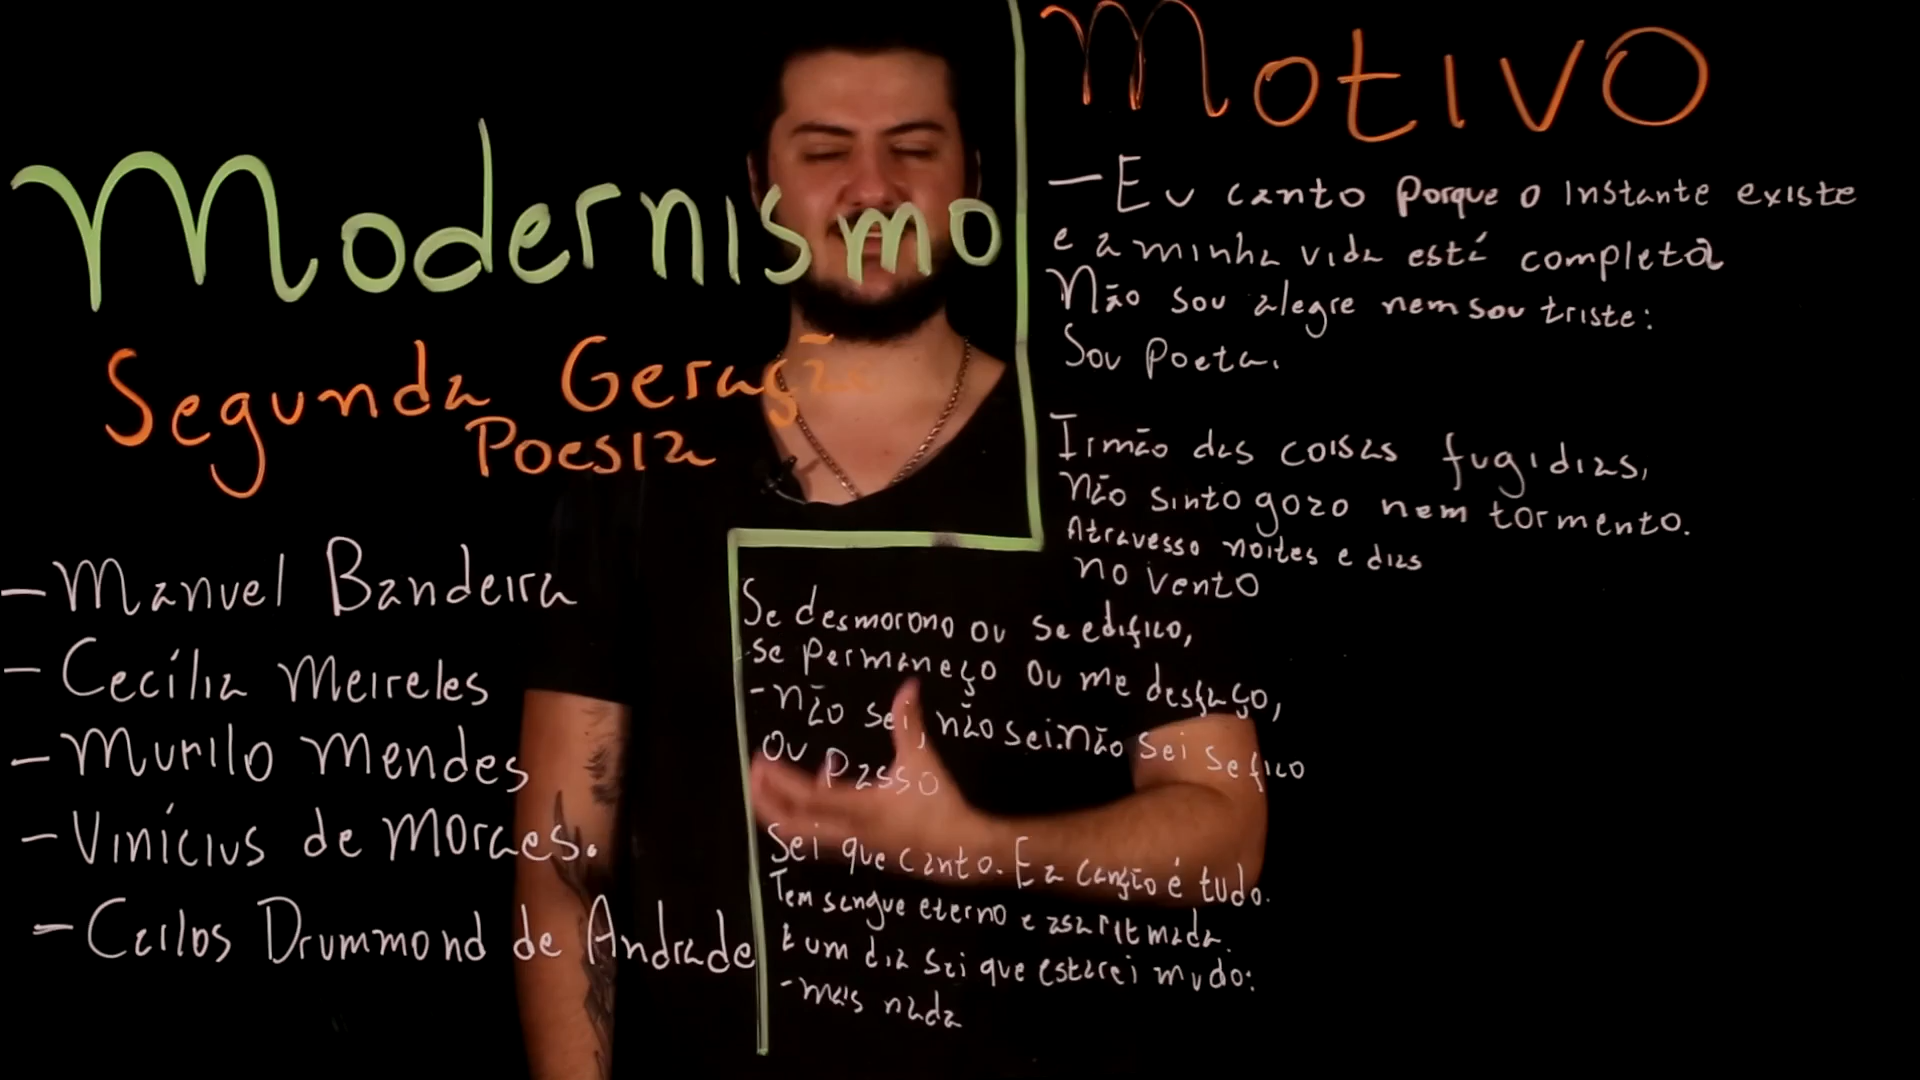 Modernismo
Segunda Geração
Poesia
- Manuel Bandeira
- Cecília Meireles
- Murilo Mendes
- Vinícius de Moraes.
- Carlos Drummond de Andrade
Motivo
- Eu canto porque o instante existe
e a minha vida está completa
Não sou alegre nem sou triste:
Sou poeta.
Irmão das coisas fugidias,
não sinto gozo nem tormento.
Atravesso noites e dias
no vento
Se desmorono ou se edifico,
se permaneço ou me desfaço,
- não sei, não sei. não sei se fico
ou passo
Sei que canto. E a canção é tudo.
Tem sangue eterno e asa ritmada.
E um dia sei que estarei mudo:
- mais nada